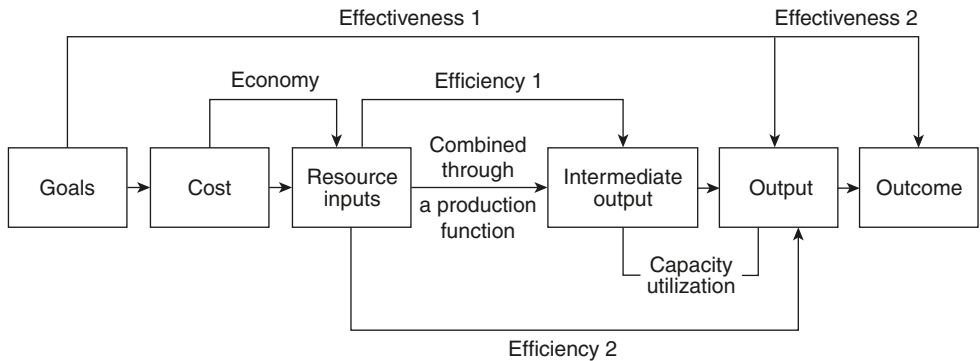 Effectiveness 1
Effectiveness 2
Economy
Efficiency 1
Goals
Cost
Resource
inputs
Combined
through
a production
function
Intermediate
output
Output
Outcome
Capacity
utilization
Efficiency 2